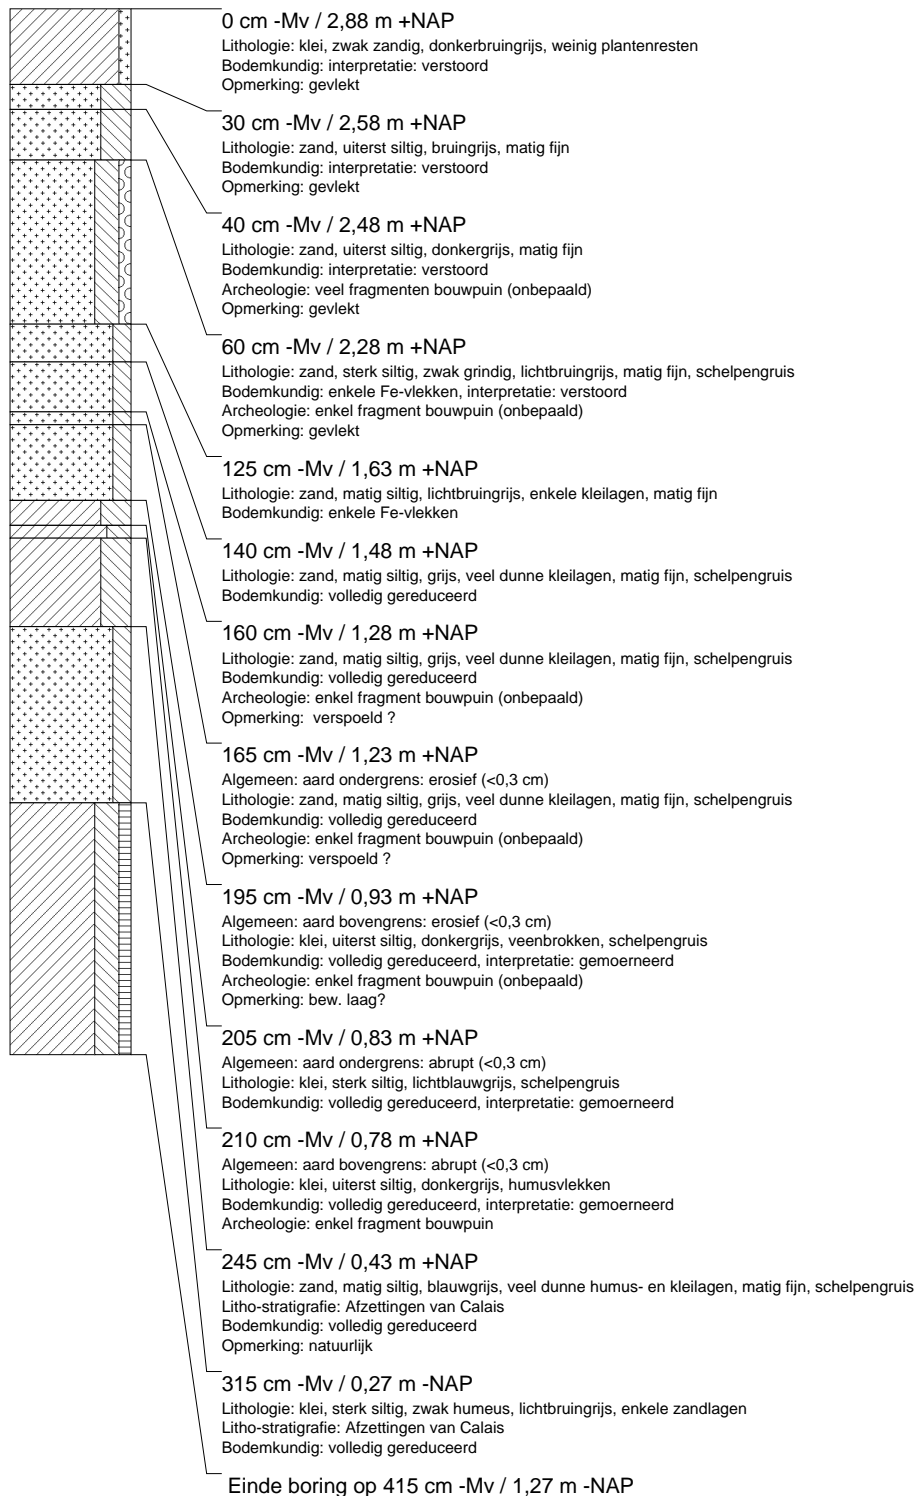 0 cm -Mv / 2,88 m +NAP
Lithologie: klei, zwak zandig, donkerbruingrijs, weinig plantenresten
Bodemkundig: interpretatie: verstoord
Opmerking: gevlekt
30 cm -Mv / 2,58 m +NAP
Lithologie: zand, uiterst siltig, bruingrijs, matig fijn
Bodemkundig: interpretatie: verstoord
Opmerking: gevlekt
40 cm -Mv / 2,48 m +NAP
Lithologie: zand, uiterst siltig, donkergrijs, matig fijn
Bodemkundig: interpretatie: verstoord
Archeologie: veel fragmenten bouwpuin (onbepaald)
Opmerking: gevlekt
60 cm -Mv / 2,28 m +NAP
Lithologie: zand, sterk siltig, zwak grindig, lichtbruingrijs, matig fijn, schelpengruis
Bodemkundig: enkele Fe-vlekken, interpretatie: verstoord
Archeologie: enkel fragment bouwpuin (onbepaald)
Opmerking: gevlekt
125 cm -Mv / 1,63 m +NAP
Lithologie: zand, matig siltig, lichtbruingrijs, enkele kleilagen, matig fijn
Bodemkundig: enkele Fe-vlekken
140 cm -Mv / 1,48 m +NAP
Lithologie: zand, matig siltig, grijs, veel dunne kleilagen, matig fijn, schelpengruis
Bodemkundig: volledig gereduceerd
160 cm -Mv / 1,28 m +NAP
Lithologie: zand, matig siltig, grijs, veel dunne kleilagen, matig fijn, schelpengruis
Bodemkundig: volledig gereduceerd
Archeologie: enkel fragment bouwpuin (onbepaald)
Opmerking:  verspoeld ?
165 cm -Mv / 1,23 m +NAP
Algemeen: aard ondergrens: erosief (<0,3 cm)
Lithologie: zand, matig siltig, grijs, veel dunne kleilagen, matig fijn, schelpengruis
Bodemkundig: volledig gereduceerd
Archeologie: enkel fragment bouwpuin (onbepaald)
Opmerking: verspoeld ?
195 cm -Mv / 0,93 m +NAP
Algemeen: aard bovengrens: erosief (<0,3 cm)
Lithologie: klei, uiterst siltig, donkergrijs, veenbrokken, schelpengruis
Bodemkundig: volledig gereduceerd, interpretatie: gemoerneerd
Archeologie: enkel fragment bouwpuin (onbepaald)
Opmerking: bew. laag?
205 cm -Mv / 0,83 m +NAP
Algemeen: aard ondergrens: abrupt (<0,3 cm)
Lithologie: klei, sterk siltig, lichtblauwgrijs, schelpengruis
Bodemkundig: volledig gereduceerd, interpretatie: gemoerneerd
210 cm -Mv / 0,78 m +NAP
Algemeen: aard bovengrens: abrupt (<0,3 cm)
Lithologie: klei, uiterst siltig, donkergrijs, humusvlekken
Bodemkundig: volledig gereduceerd, interpretatie: gemoerneerd
Archeologie: enkel fragment bouwpuin
245 cm -Mv / 0,43 m +NAP
Lithologie: zand, matig siltig, blauwgrijs, veel dunne humus- en kleilagen, matig fijn, schelpengruis
Litho-stratigrafie: Afzettingen van Calais
Bodemkundig: volledig gereduceerd
Opmerking: natuurlijk
315 cm -Mv / 0,27 m -NAP
Lithologie: klei, sterk siltig, zwak humeus, lichtbruingrijs, enkele zandlagen
Litho-stratigrafie: Afzettingen van Calais
Bodemkundig: volledig gereduceerd
Einde boring op 415 cm -Mv / 1,27 m -NAP